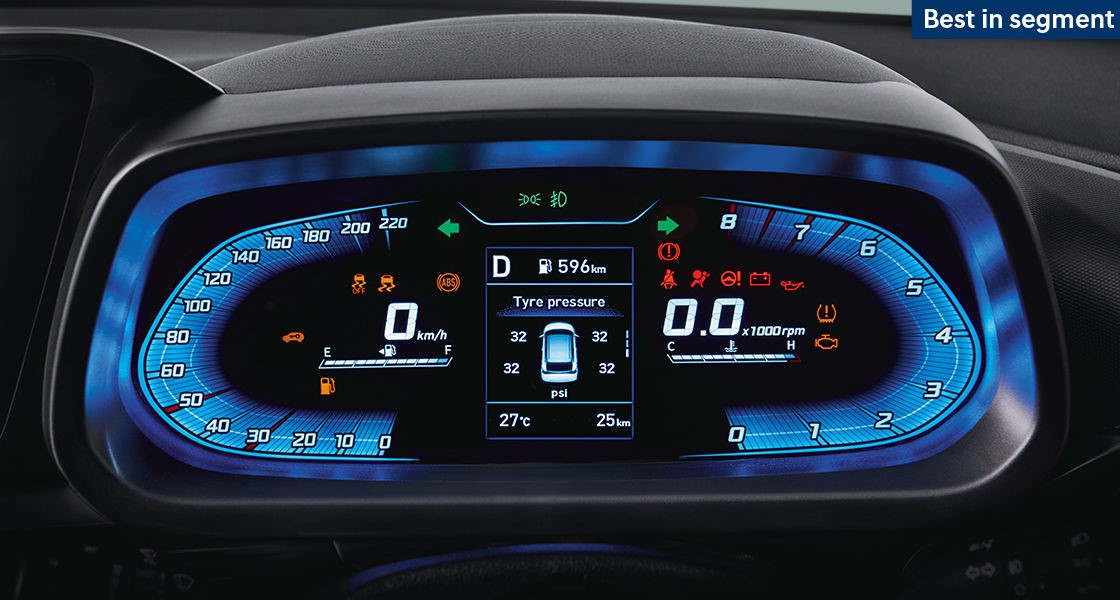 Best in segment
220
200
180
160
140
120
100
80
60
50
40
30
20
10
0
OFF
ABS
0 km/h
E F
D 596km
Tyre pressure
32 32
32 32
psi
27°C 25km
0.0 x1000rpm
C H
8
7
6
5
4
3
2
1
0